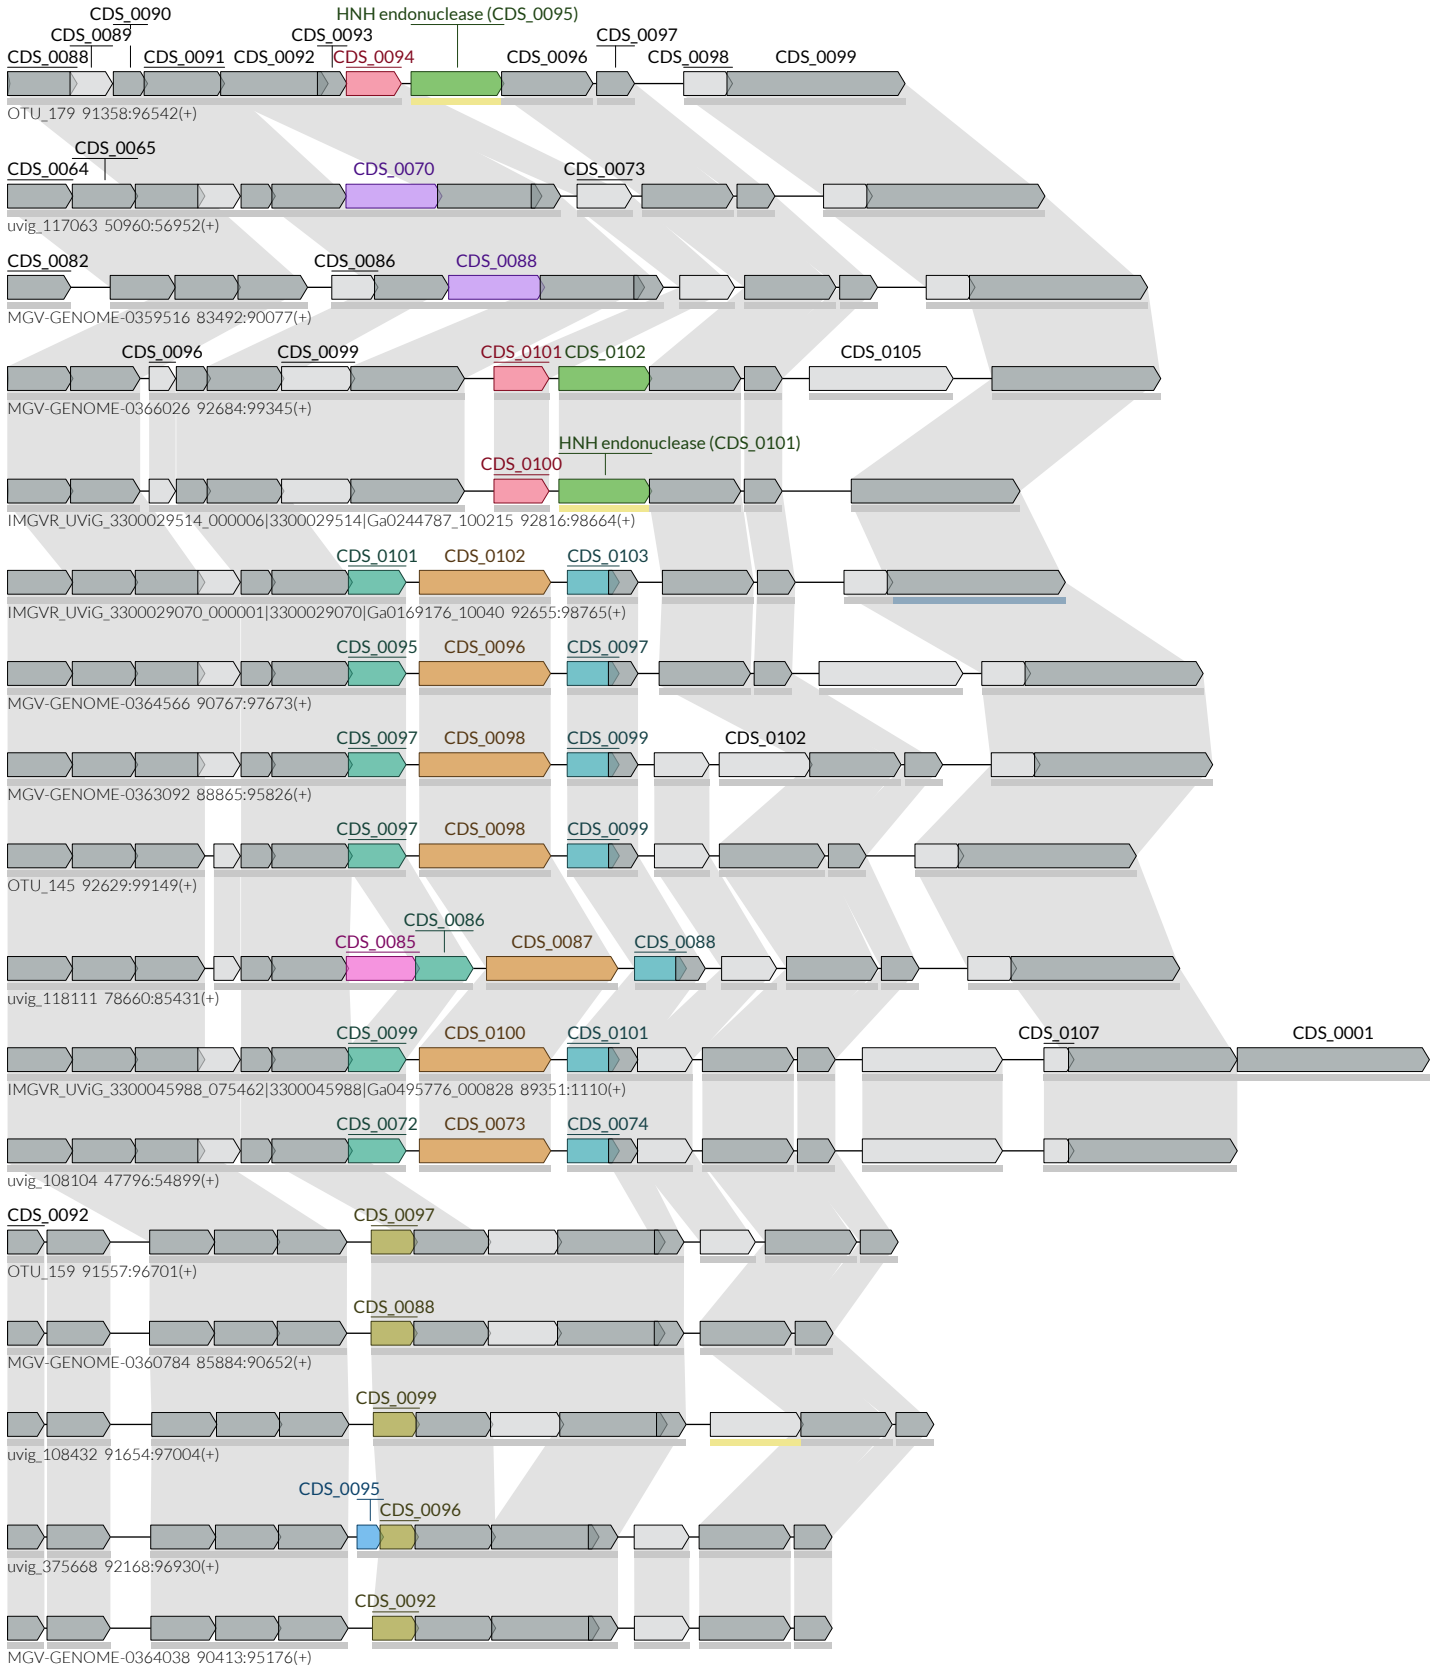 CDS_0090
HNH endonuclease (CDS_0095)
CDS_0089 CDS_0093 CDS_0097
CDS_0088 CDS_0091 CDS_0092 CDS_0094 CDS_0096 CDS_0098 CDS_0099
OTU_179 91358:96542(+)
CDS_0065
CDS_0064 CDS_0070 CDS_0073
uvig_117063 50960:56952(+)
CDS_0082 CDS_0086 CDS_0088
MGV-GENOME-0359516 83492:90077(+)
CDS_0096 CDS_0099 CDS_0101 CDS_0102 CDS_0105
MGV-GENOME-0366026 92684:99345(+)
HNH endonuclease (CDS_0101)
CDS_0100
IMGVR_UViG_3300029514_000006|3300029514|Ga0244787_100215 92816:98664(+)
CDS_0101 CDS_0102 CDS_0103
IMGVR_UViG_3300029070_000001|3300029070|Ga0169176_10040 92655:98765(+)
CDS_0095 CDS_0096 CDS_0097
MGV-GENOME-0364566 90767:97673(+)
CDS_0097 CDS_0098 CDS_0099 CDS_0102
MGV-GENOME-0363092 88865:95826(+)
CDS_0097 CDS_0098 CDS_0099
OTU_145 92629:99149(+)
CDS_0086
CDS_0085 CDS_0087 CDS_0088
uvig_118111 78660:85431(+)
CDS_0099 CDS_0100 CDS_0101 CDS_0107 CDS_0001
IMGVR_UViG_3300045988_075462|3300045988|Ga0495776_000828 89351:1110(+)
CDS_0072 CDS_0073 CDS_0074
uvig_108104 47796:54899(+)
CDS_0092 CDS_0097
OTU_159 91557:96701(+)
CDS_0088
MGV-GENOME-0360784 85884:90652(+)
CDS_0099
uvig_108432 91654:97004(+)
CDS_0095
CDS_0096
uvig_375668 92168:96930(+)
CDS_0092
MGV-GENOME-0364038 90413:95176(+)